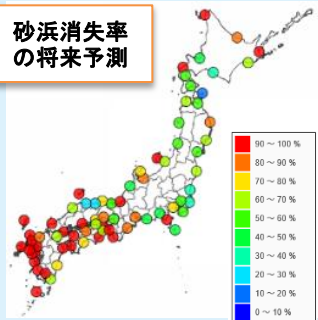 砂浜消失率
の将来予測
90 ～ 100 %
80 ～ 90 %
70 ～ 80 %
60 ～ 70 %
50 ～ 60 %
40 ～ 50 %
30 ～ 40 %
20 ～ 30 %
10 ～ 20 %
0 ～ 10 %